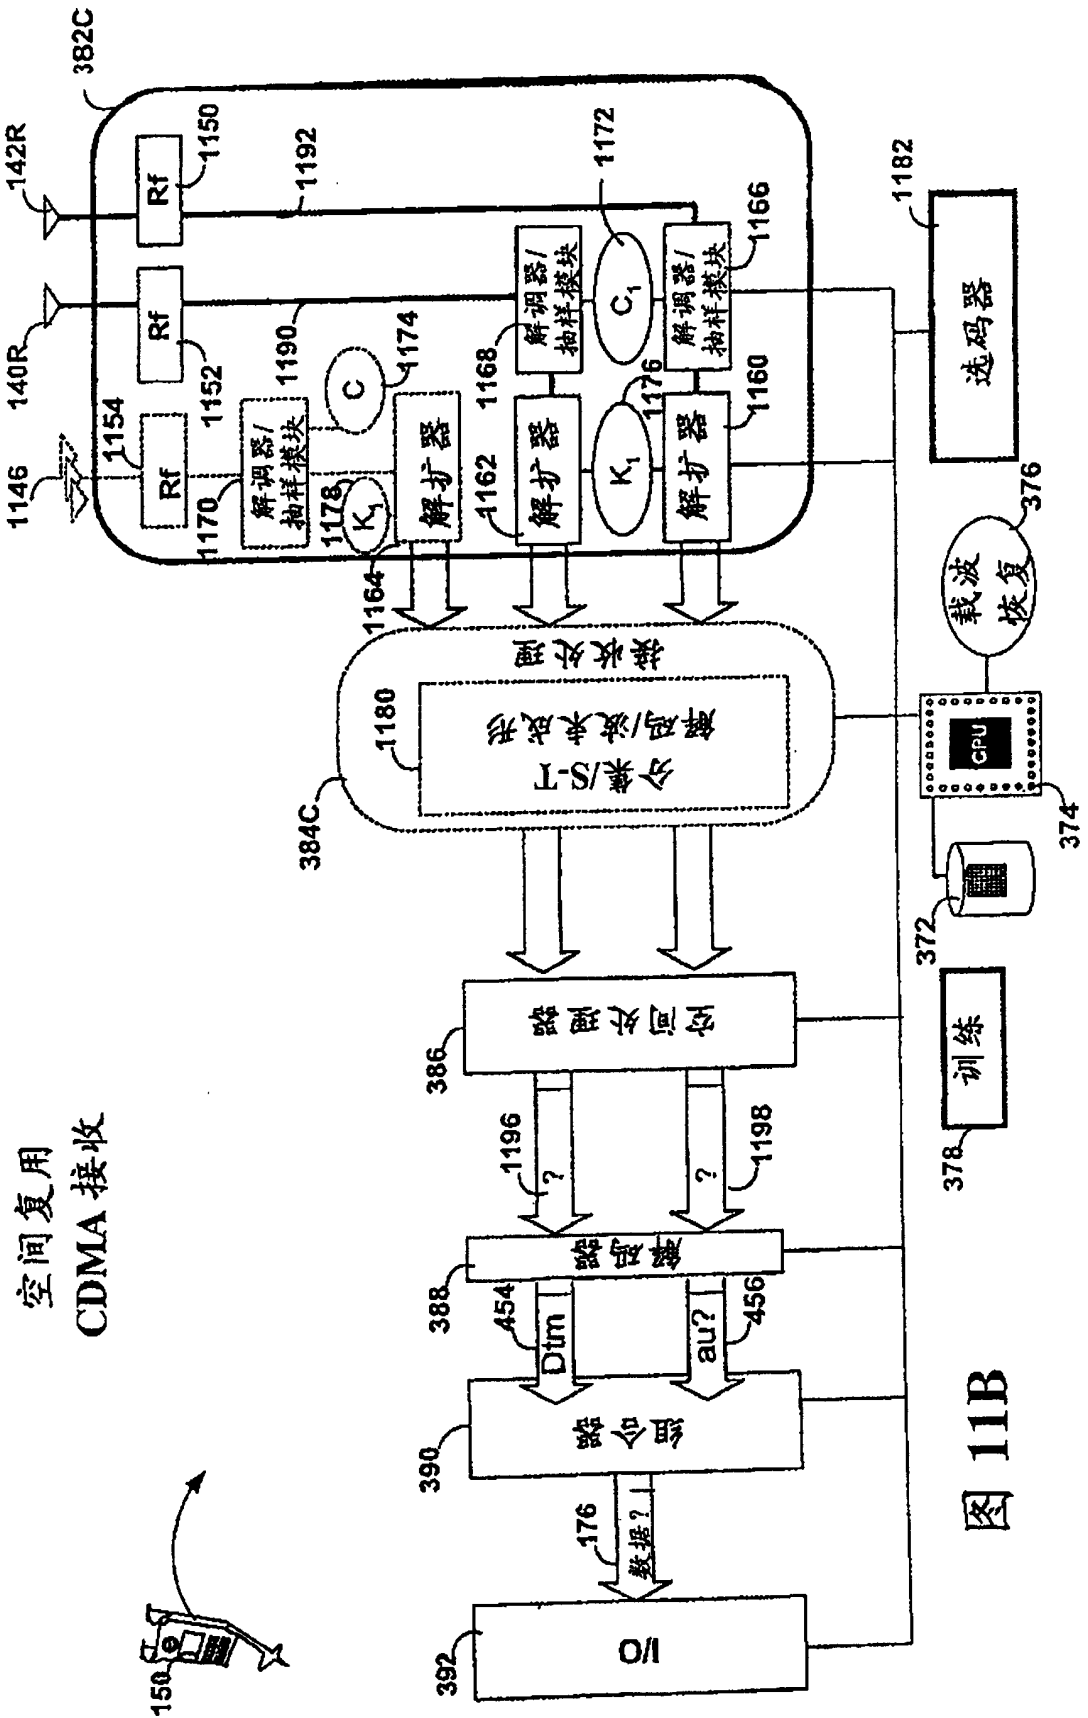 空间复用
CDMA 接收
150
142R
140R
1146
382C
Rf
1150
Rf
1152
Rf
1154
1192
1190
1170
解调器/
抽样模块
C
1174
K₁
1178
解扩器
1164
1168
解调器/
抽样模块
C₁
1172
解调器/
抽样模块
1166
1162
解扩器
K₁
1176
解扩器
1160
接收处理
384C
1180
分集/S-T
解码/波束成形
386
空间处理器
1196
?
1198
?
388
解码器
454
Dtm
456
au?
390
组合器
176
数据?
392
I/O
1182
选码器
376
载波
恢复
CPU
374
372
378
训练
图 11B